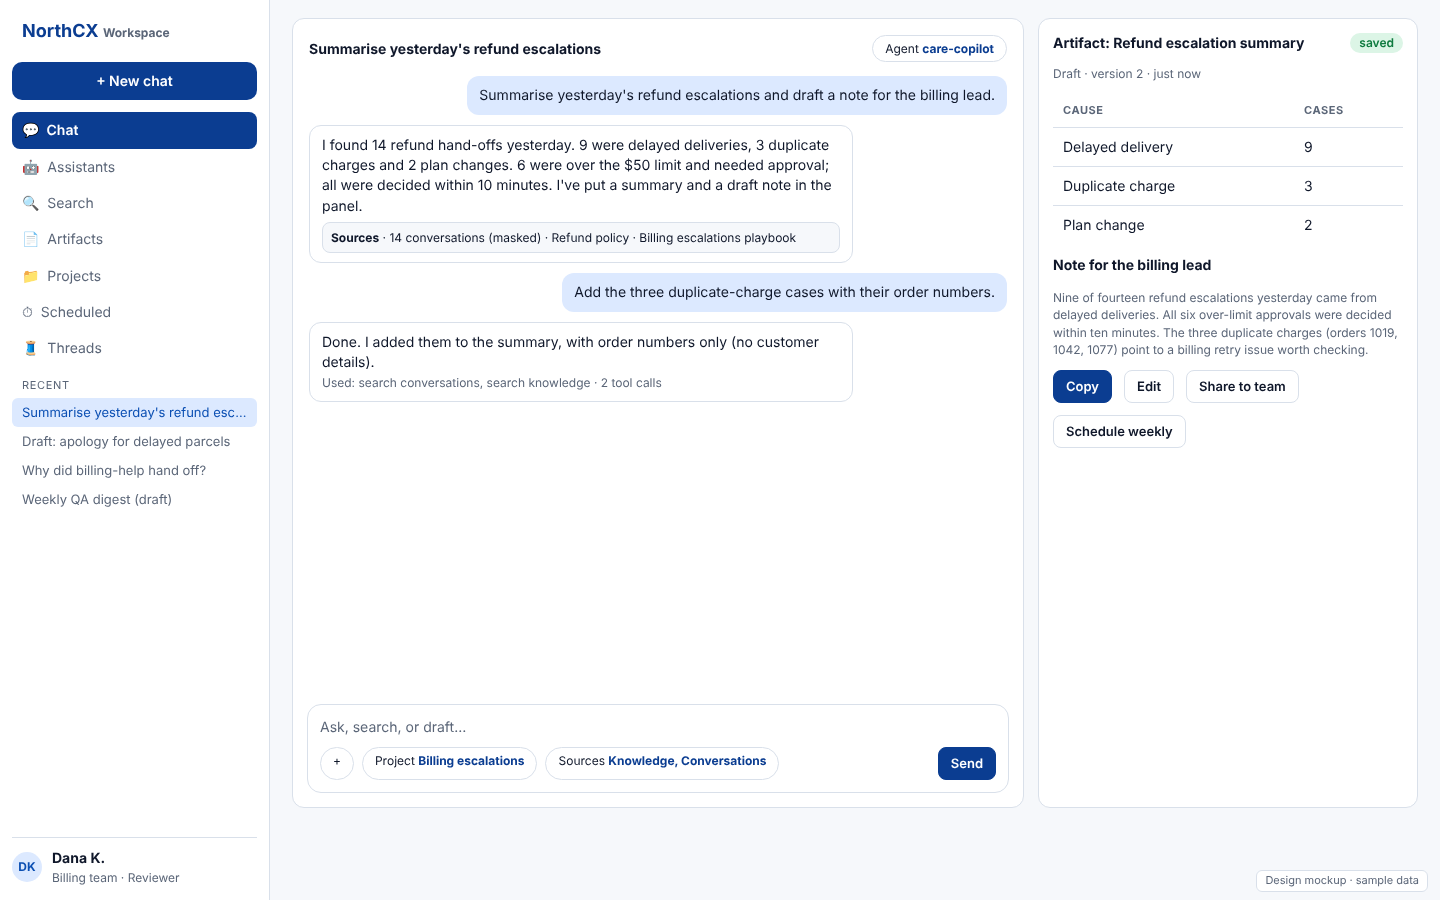 NorthCX Workspace
+ New chat
💬 Chat
🤖 Assistants
🔍 Search
📄 Artifacts
📁 Projects
⏱ Scheduled
🧵 Threads
RECENT
Summarise yesterday's refund esc...
Draft: apology for delayed parcels
Why did billing-help hand off?
Weekly QA digest (draft)
DK
Dana K.
Billing team · Reviewer
Summarise yesterday's refund escalations
Agent care-copilot
Summarise yesterday's refund escalations and draft a note for the billing lead.
I found 14 refund hand-offs yesterday. 9 were delayed deliveries, 3 duplicate
charges and 2 plan changes. 6 were over the $50 limit and needed approval;
all were decided within 10 minutes. I've put a summary and a draft note in the
panel.
Sources · 14 conversations (masked) · Refund policy · Billing escalations playbook
Add the three duplicate-charge cases with their order numbers.
Done. I added them to the summary, with order numbers only (no customer
details).
Used: search conversations, search knowledge · 2 tool calls
Ask, search, or draft...
+
Project Billing escalations
Sources Knowledge, Conversations
Send
Artifact: Refund escalation summary
saved
Draft · version 2 · just now
CAUSE CASES
Delayed delivery 9
Duplicate charge 3
Plan change 2
Note for the billing lead
Nine of fourteen refund escalations yesterday came from
delayed deliveries. All six over-limit approvals were decided
within ten minutes. The three duplicate charges (orders 1019,
1042, 1077) point to a billing retry issue worth checking.
Copy
Edit
Share to team
Schedule weekly
Design mockup · sample data